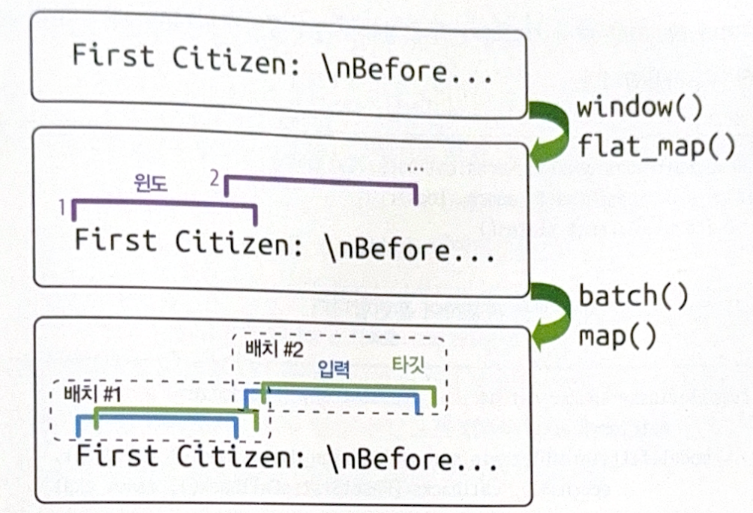 First Citizen: \nBefore...
window()
flat_map()
윈도
1
2
...
First Citizen: \nBefore...
batch()
map()
배치 #1
배치 #2
입력
타깃
First Citizen: \nBefore...